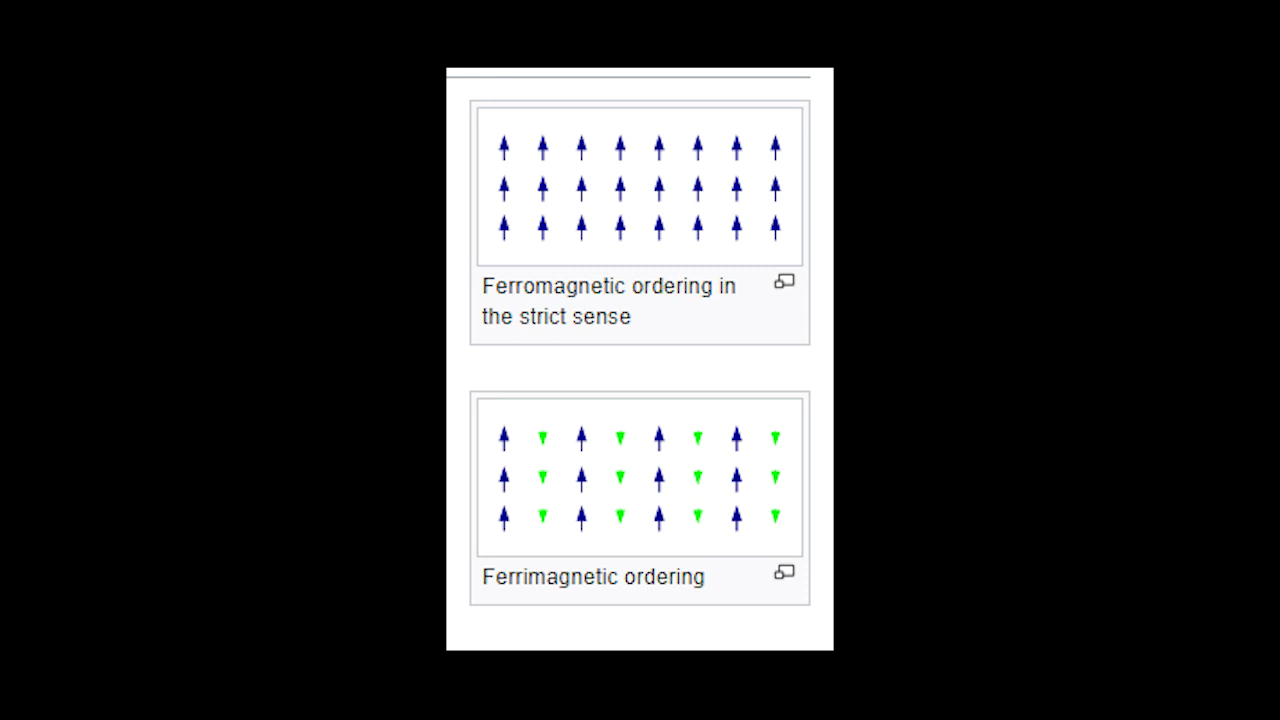 Ferromagnetic ordering in
the strict sense
Ferrimagnetic ordering